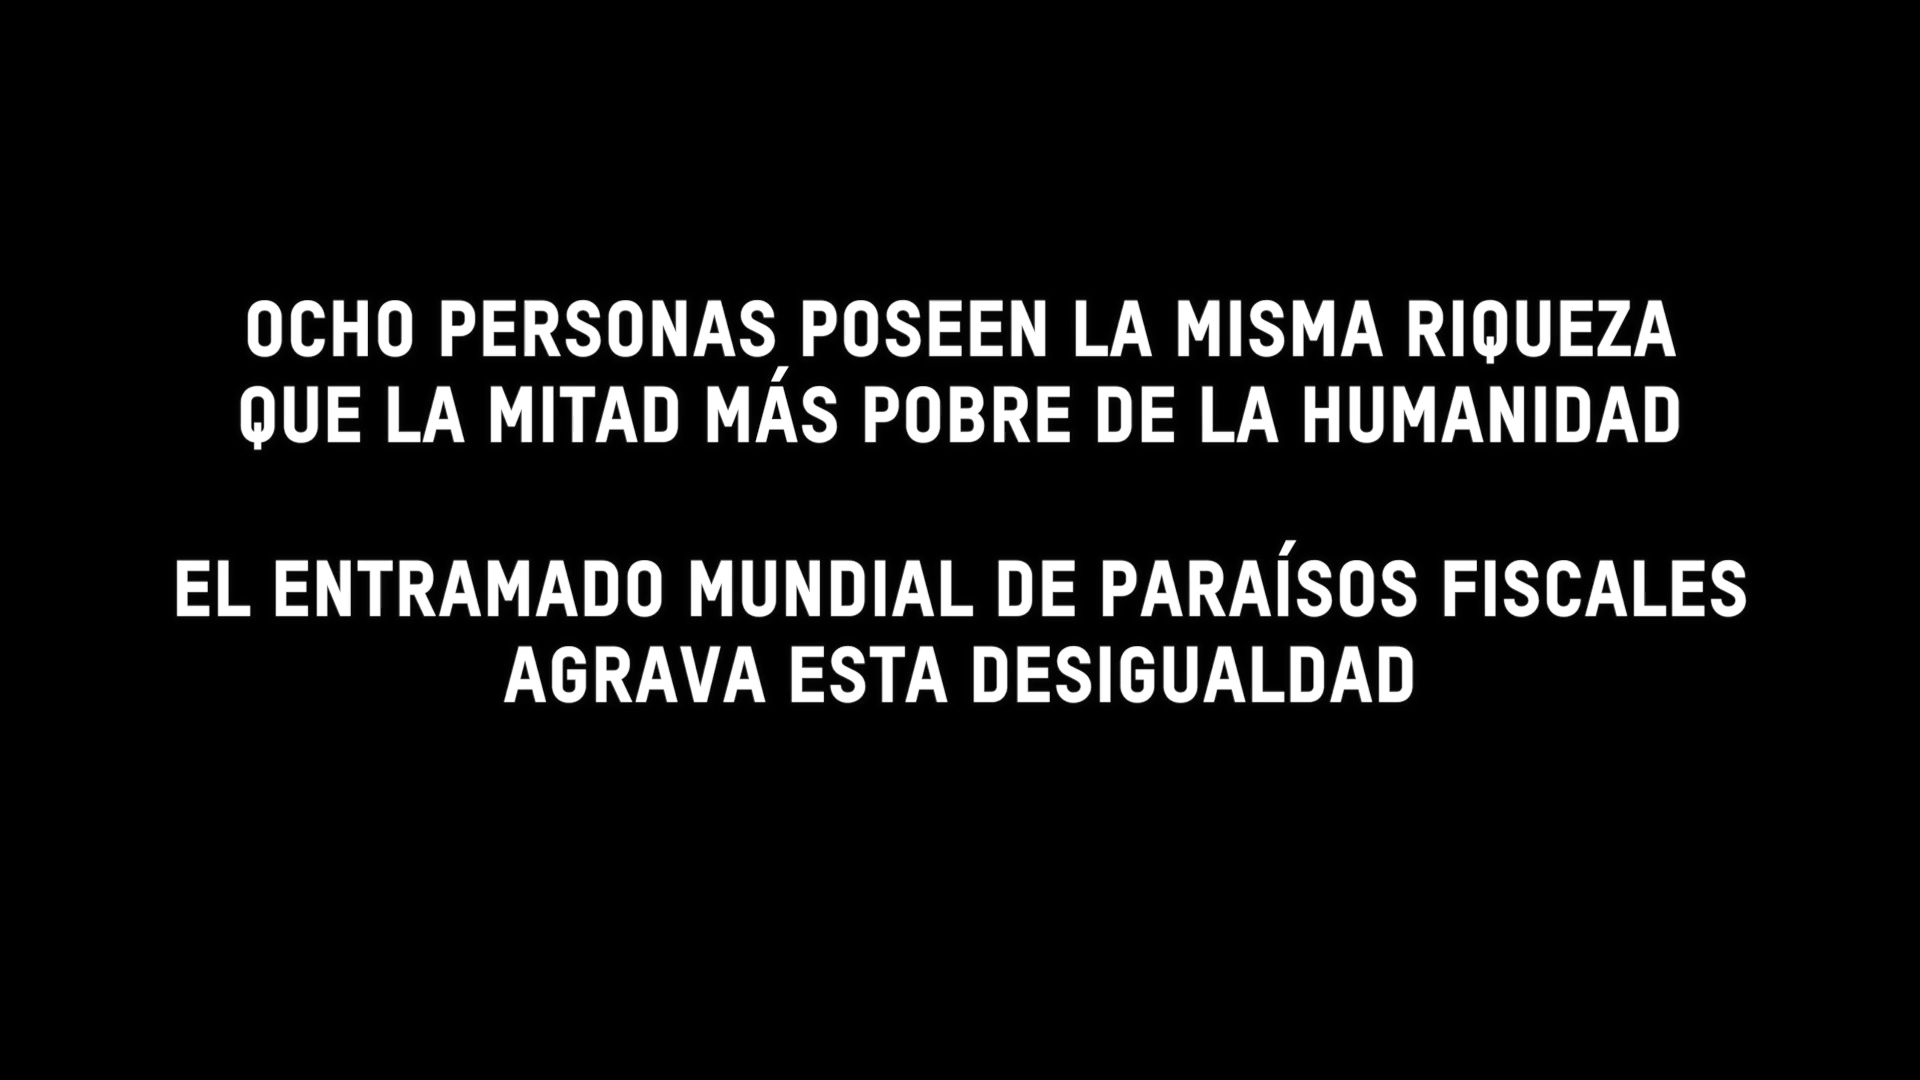 OCHO PERSONAS POSEEN LA MISMA RIQUEZA
QUE LA MITAD MÁS POBRE DE LA HUMANIDAD
EL ENTRAMADO MUNDIAL DE PARAÍSOS FISCALES
AGRAVA ESTA DESIGUALDAD